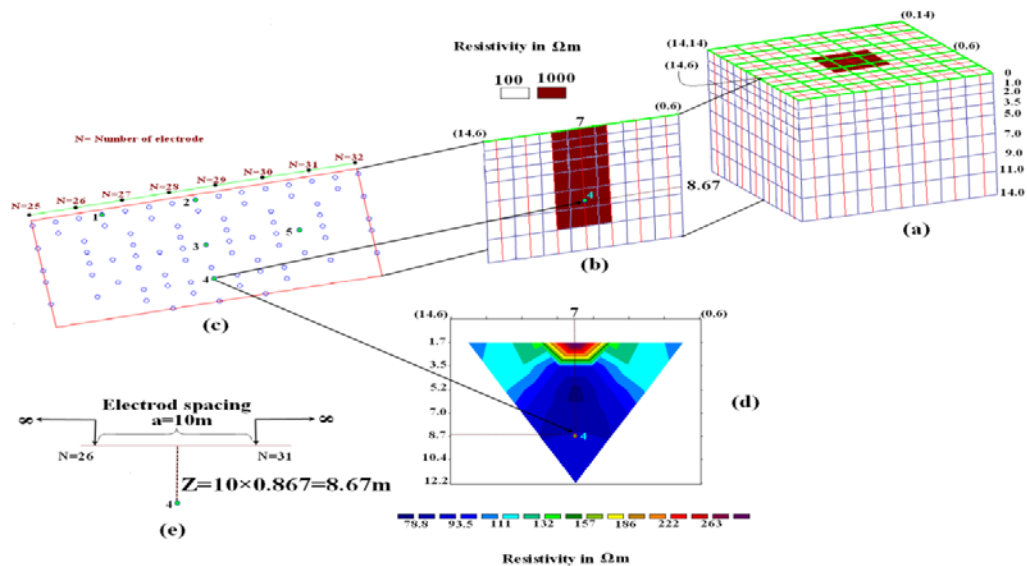 Resistivity in Ωm
100 1000
(0,14)
(14,14)
(0,6)
(14,6)
0
1.0
2.0
3.5
5.0
7.0
9.0
11.0
14.0
(a)
(14.6)
7
(0.6)
4
8.67
(b)
N= Number of electrode
N=25
N=26
N=27
N=28
N=29
N=30
N=31
N=32
1
2
3
4
5
(c)
(14.6)
7
(0.6)
1.7
3.5
5.2
7.0
8.7
10.4
12.2
4
(d)
78.8 93.5 111 132 157 186 222 263
Resistivity in Ωm
∞
∞
Electrod spacing
a=10m
N=26
N=31
Z=10×0.867=8.67m
4
(e)